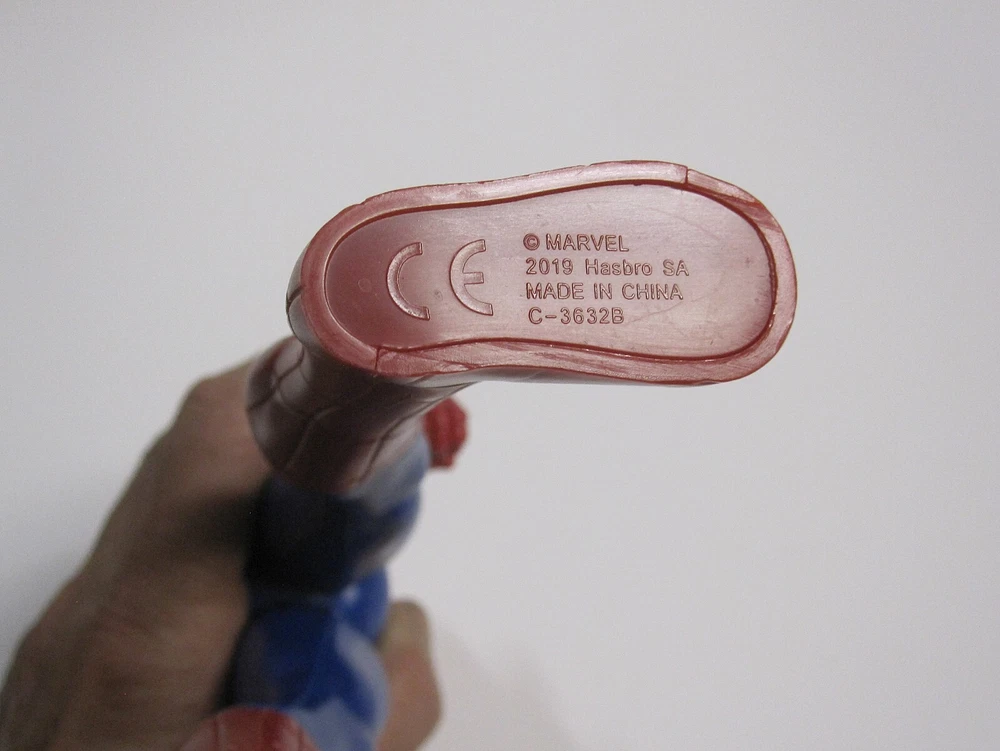 CE
© MARVEL
2019 Hasbro SA
MADE IN CHINA
C-3632B